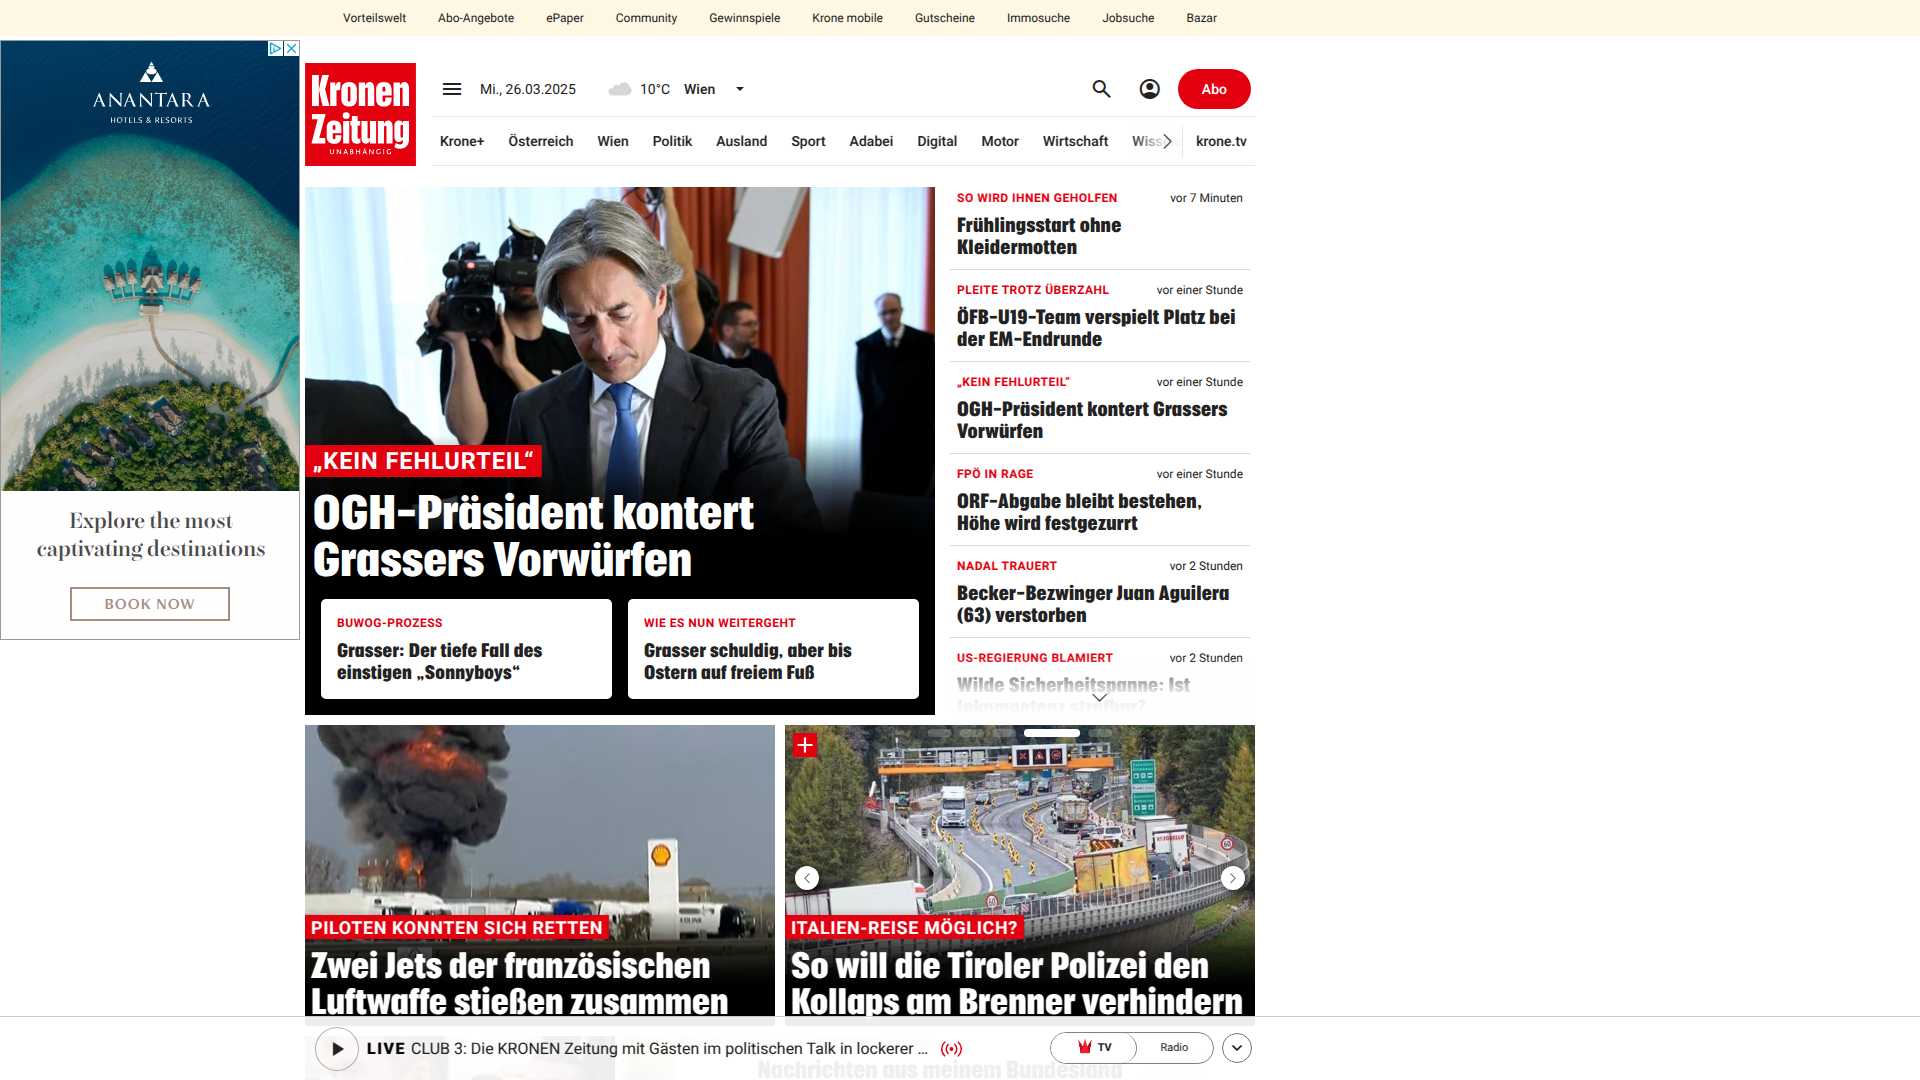 Vorteilswelt Abo-Angebote ePaper Community Gewinnspiele Krone mobile Gutscheine Immosuche Jobsuche Bazar
ANANTARA
HOTELS & RESORTS
Explore the most
captivating destinations
BOOK NOW
Kronen
Zeitung
UNABHÄNGIG
Mi., 26.03.2025 10°C Wien
Abo
Krone+ Österreich Wien Politik Ausland Sport Adabei Digital Motor Wirtschaft Wiss krone.tv
„KEIN FEHLURTEIL“
OGH-Präsident kontert
Grassers Vorwürfen
BUWOG-PROZESS
Grasser: Der tiefe Fall des
einstigen „Sonnyboys“
WIE ES NUN WEITERGEHT
Grasser schuldig, aber bis
Ostern auf freiem Fuß
SO WIRD IHNEN GEHOLFEN vor 7 Minuten
Frühlingsstart ohne
Kleidermotten
PLEITE TROTZ ÜBERZAHL vor einer Stunde
ÖFB-U19-Team verspielt Platz bei
der EM-Endrunde
„KEIN FEHLURTEIL“ vor einer Stunde
OGH-Präsident kontert Grassers
Vorwürfen
FPÖ IN RAGE vor einer Stunde
ORF-Abgabe bleibt bestehen,
Höhe wird festgezurrt
NADAL TRAUERT vor 2 Stunden
Becker-Bezwinger Juan Aguilera
(63) verstorben
US-REGIERUNG BLAMIERT vor 2 Stunden
Wilde Sicherheitspanne: Ist
Inkompetenz strafbar?
PILOTEN KONNTEN SICH RETTEN
Zwei Jets der französischen
Luftwaffe stießen zusammen
ITALIEN-REISE MÖGLICH?
So will die Tiroler Polizei den
Kollaps am Brenner verhindern
LIVE CLUB 3: Die KRONEN Zeitung mit Gästen im politischen Talk in lockerer ...
TV Radio
Nachrichten aus meinem Bundesland